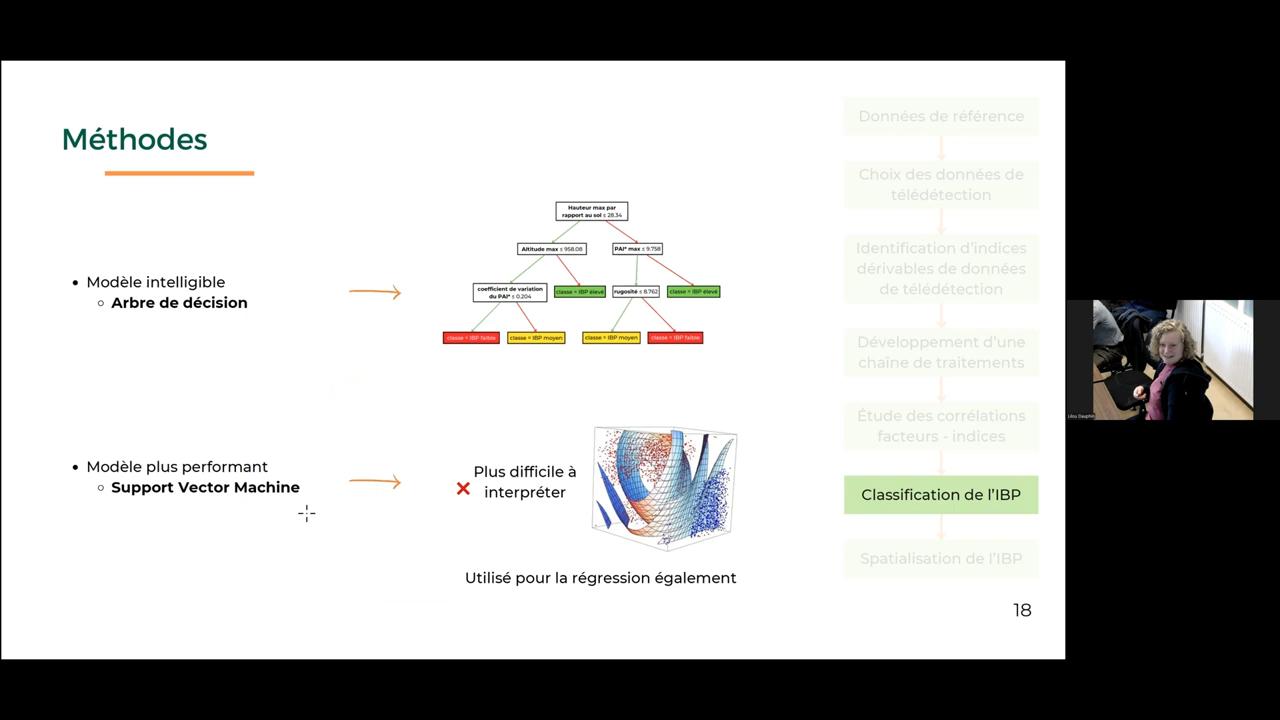 Méthodes
Modèle intelligible
Arbre de décision
Hauteur max par
rapport au sol ≤ 28.34
Altitude max ≤ 958.08
PAI* max ≤ 9.758
coefficient de variation
du PAI* ≤ 0.204
classe = IBP élevé
rugosité ≤ 8.762
classe = IBP élevé
classe = IBP faible
classe = IBP moyen
classe = IBP moyen
classe = IBP faible
Modèle plus performant
Support Vector Machine
Plus difficile à
interpréter
Utilisé pour la régression également
Données de référence
Choix des données de
télédétection
Identification d'indices
dérivables de données
de télédétection
Développement d'une
chaîne de traitements
Étude des corrélations
facteurs - indices
Classification de l'IBP
Spatialisation de l'IBP
18
Lilou Dauphin